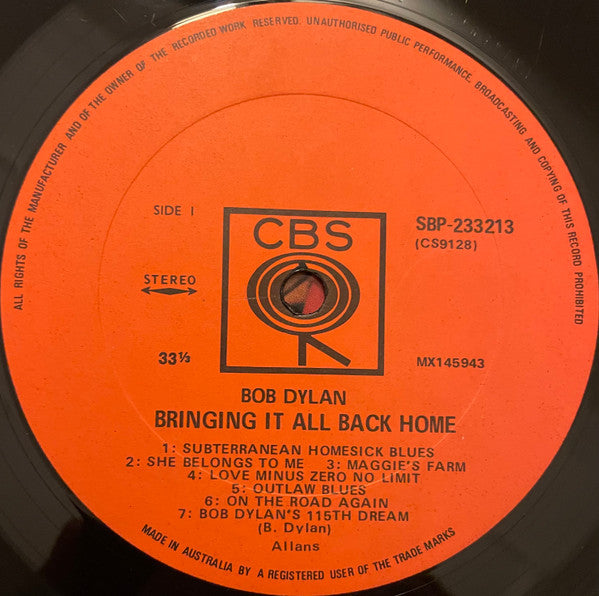 ALL RIGHTS OF THE MANUFACTURER AND OF THE OWNER OF THE RECORDED WORK RESERVED. UNAUTHORISED PUBLIC PERFORMANCE, BROADCASTING AND COPYING OF THIS RECORD PROHIBITED
SIDE I
CBS
SBP-233213
(CS9128)
STEREO
33⅓
MX145943
BOB DYLAN
BRINGING IT ALL BACK HOME
1: SUBTERRANEAN HOMESICK BLUES
2: SHE BELONGS TO ME 3: MAGGIE'S FARM
4: LOVE MINUS ZERO NO LIMIT
5: OUTLAW BLUES
6: ON THE ROAD AGAIN
7: BOB DYLAN'S 115TH DREAM
(B. Dylan)
Allans
MADE IN AUSTRALIA BY A REGISTERED USER OF THE TRADE MARKS